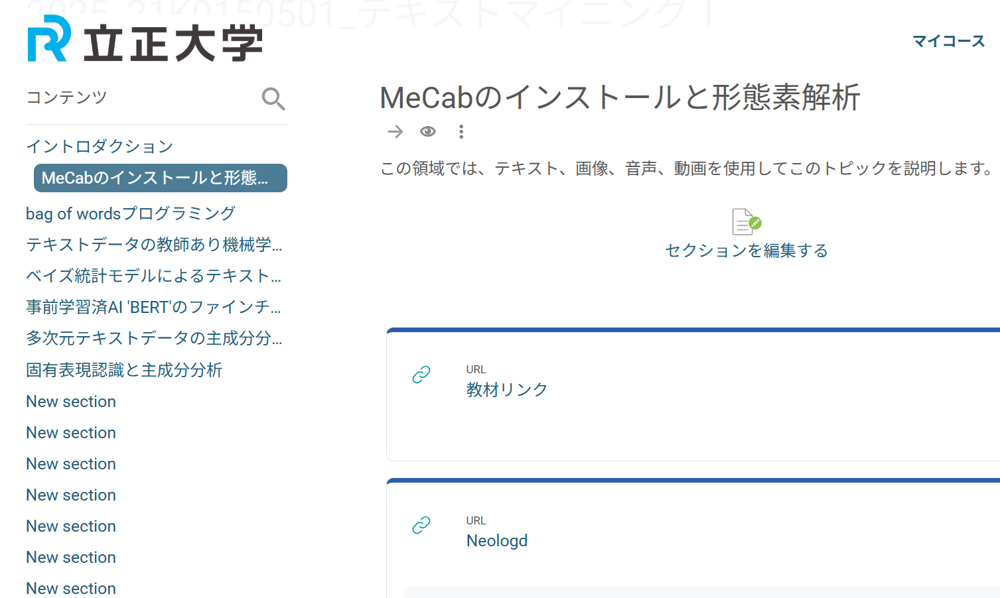 2025_21K0150501_テキストマイニング I
立正大学
マイコース
コンテンツ
イントロダクション
MeCabのインストールと形態...
bag of wordsプログラミング
テキストデータの教師あり機械学...
ベイズ統計モデルによるテキスト...
事前学習済AI 'BERT'のファインチ...
多次元テキストデータの主成分分...
固有表現認識と主成分分析
New section
New section
New section
New section
New section
New section
New section
MeCabのインストールと形態素解析
この領域では、テキスト、画像、音声、動画を使用してこのトピックを説明します。
セクションを編集する
URL
教材リンク
URL
Neologd